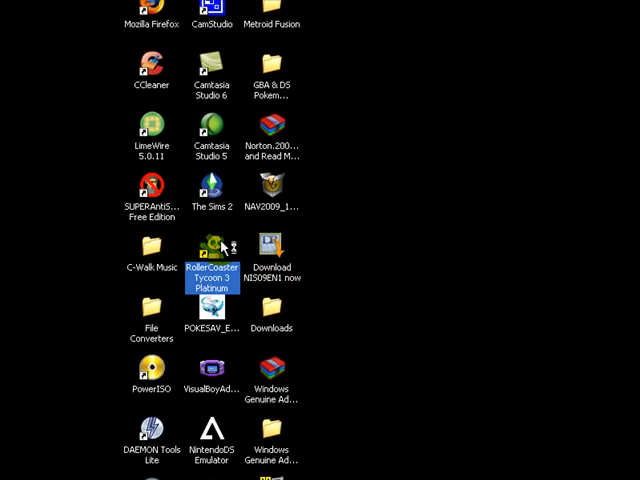 Mozilla Firefox
CamStudio
Metroid Fusion
CCleaner
Camtasia
Studio 6
GBA & DS
Pokem...
LimeWire
5.0.11
Camtasia
Studio 5
Norton.200...
and Read M...
SUPERAntiS...
Free Edition
The Sims 2
NAV2009_1...
C-Walk Music
RollerCoaster
Tycoon 3
Platinum
Download
NIS09EN1 now
File
Converters
POKESAV_E...
Downloads
PowerISO
VisualBoyAd...
Windows
Genuine Ad...
DAEMON Tools
Lite
NintendoDS
Emulator
Windows
Genuine Ad...